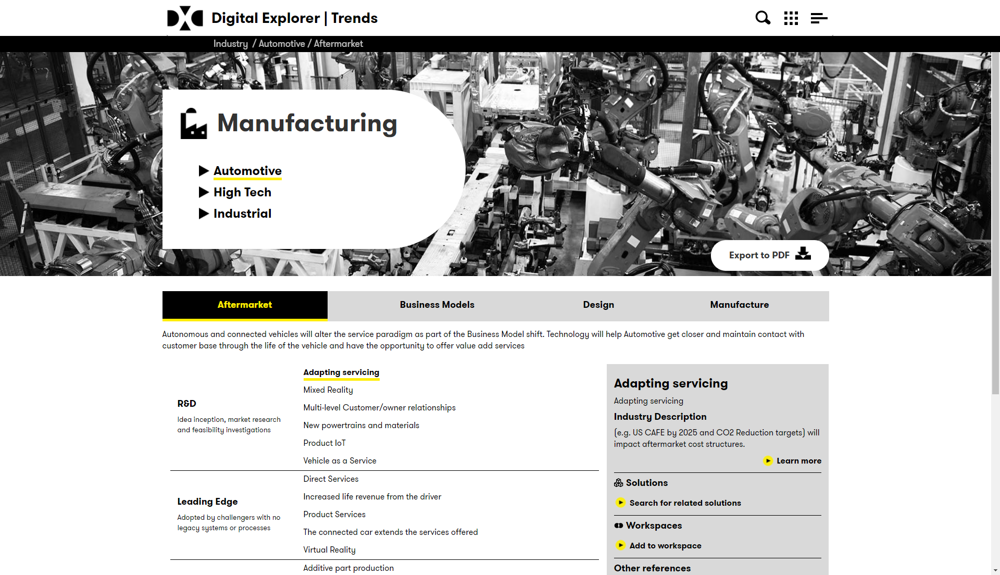 Digital Explorer | Trends
Industry / Automotive / Aftermarket
Manufacturing
Automotive
High Tech
Industrial
Export to PDF
Aftermarket
Business Models
Design
Manufacture
Autonomous and connected vehicles will alter the service paradigm as part of the Business Model shift. Technology will help Automotive get closer and maintain contact with
customer base through the life of the vehicle and have the opportunity to offer value add services
R&D
Idea inception, market research
and feasibility investigations
Adapting servicing
Mixed Reality
Multi-level Customer/owner relationships
New powertrains and materials
Product IoT
Vehicle as a Service
Leading Edge
Adopted by challengers with no
legacy systems or processes
Direct Services
Increased life revenue from the driver
Product Services
The connected car extends the services offered
Virtual Reality
Additive part production
Adapting servicing
Adapting servicing
Industry Description
(e.g. US CAFE by 2025 and CO2 Reduction targets) will
impact aftermarket cost structures.
Learn more
Solutions
Search for related solutions
Workspaces
Add to workspace
Other references